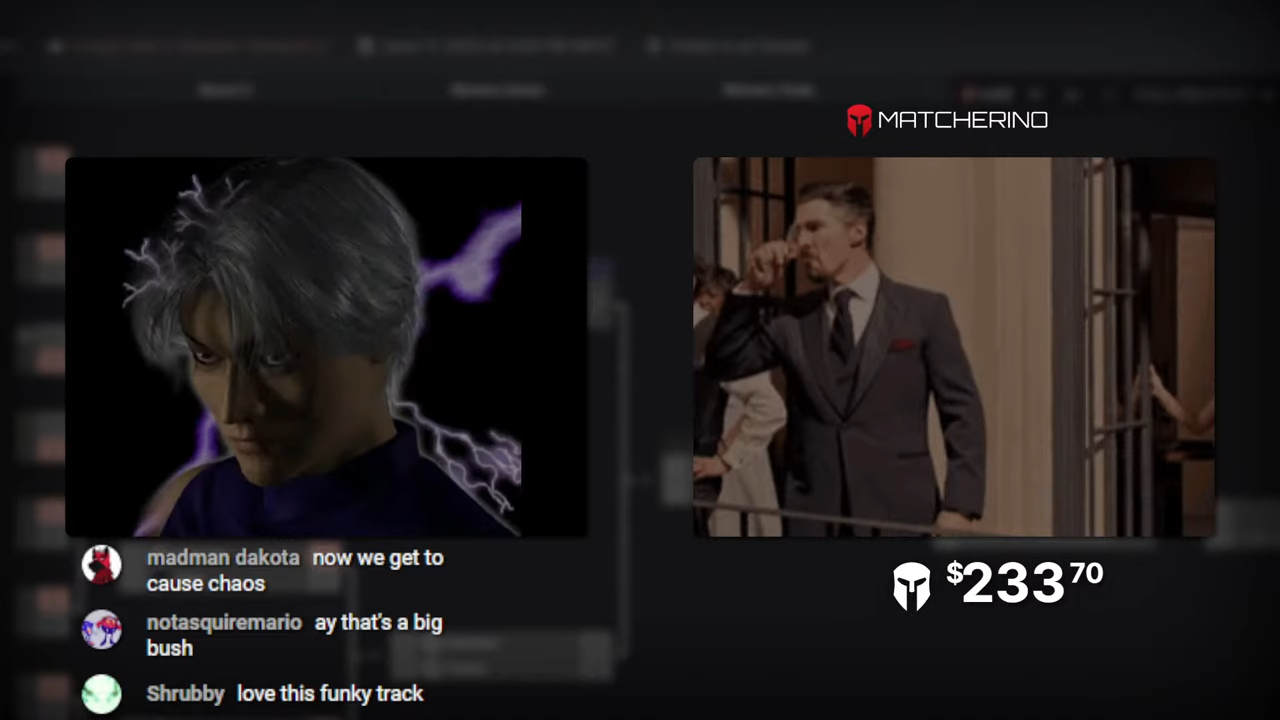 MATCHERINO
$233 70
madman dakota now we get to
cause chaos
notasquiremario ay that's a big
bush
Shrubby love this funky track